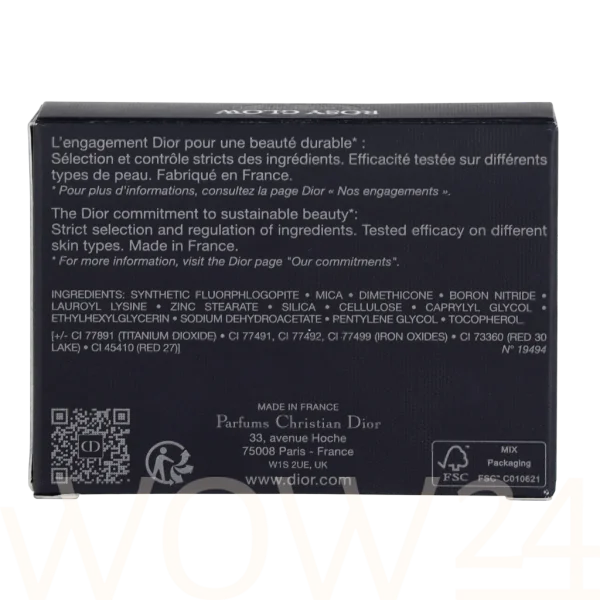 ROSY GLOW
L'engagement Dior pour une beauté durable* :
Sélection et contrôle stricts des ingrédients. Efficacité testée sur différents
types de peau. Fabriqué en France.
* Pour plus d'informations, consultez la page Dior « Nos engagements ».
The Dior commitment to sustainable beauty*:
Strict selection and regulation of ingredients. Tested efficacy on different
skin types. Made in France.
* For more information, visit the Dior page "Our commitments".
INGREDIENTS: SYNTHETIC FLUORPHLOGOPITE • MICA • DIMETHICONE • BORON NITRIDE •
LAUROYL LYSINE • ZINC STEARATE • SILICA • CELLULOSE • CAPRYLYL GLYCOL •
ETHYLHEXYLGLYCERIN • SODIUM DEHYDROACETATE • PENTYLENE GLYCOL • TOCOPHEROL
[+/- CI 77891 (TITANIUM DIOXIDE) • CI 77491, CI 77492, CI 77499 (IRON OXIDES) • CI 73360 (RED 30
LAKE) • CI 45410 (RED 27)]
N° 19494
MADE IN FRANCE
Parfums Christian Dior
33, avenue Hoche
75008 Paris - France
W1S 2UE, UK
www.dior.com
CD
FSC
MIX
Packaging
FSC® C010621
WOW24